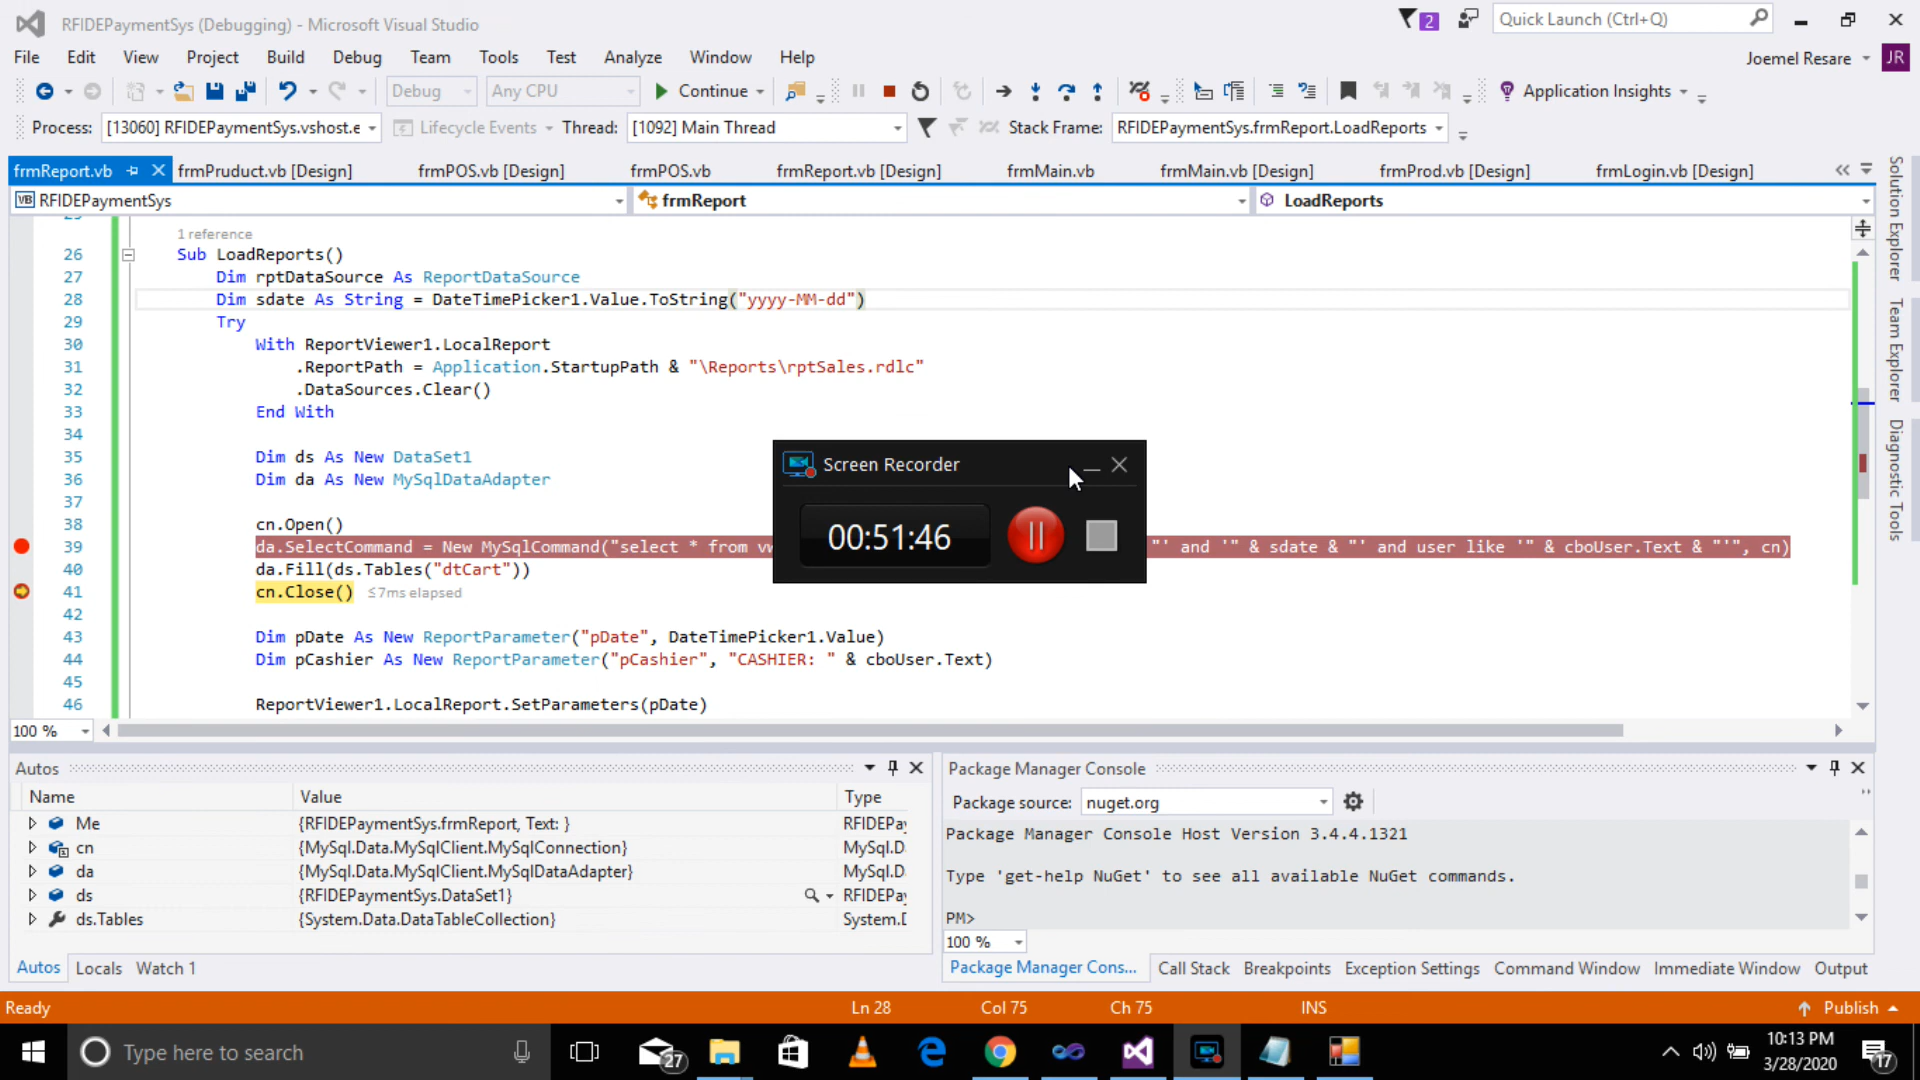 RFIDEPaymentSys (Debugging) - Microsoft Visual Studio
2
Quick Launch (Ctrl+Q)
File Edit View Project Build Debug Team Tools Test Analyze Window Help
Joemel Resare
JR
Debug
Any CPU
Continue
Application Insights
Process: [13060] RFIDEPaymentSys.vshost.e
Lifecycle Events
Thread: [1092] Main Thread
Stack Frame: RFIDEPaymentSys.frmReport.LoadReports
frmReport.vb
frmPruduct.vb [Design]
frmPOS.vb [Design]
frmPOS.vb
frmReport.vb [Design]
frmMain.vb
frmMain.vb [Design]
frmProd.vb [Design]
frmLogin.vb [Design]
VB RFIDEPaymentSys
frmReport
LoadReports
Solution Explorer
Team Explorer
Diagnostic Tools
1 reference
26 Sub LoadReports()
27 Dim rptDataSource As ReportDataSource
28 Dim sdate As String = DateTimePicker1.Value.ToString("yyyy-MM-dd")
29 Try
30 With ReportViewer1.LocalReport
31 .ReportPath = Application.StartupPath & "\Reports\rptSales.rdlc"
32 .DataSources.Clear()
33 End With
34
35 Dim ds As New DataSet1
36 Dim da As New MySqlDataAdapter
37
38 cn.Open()
39 da.SelectCommand = New MySqlCommand("select * from vw "' and '" & sdate & "' and user like '" & cboUser.Text & "'", cn)
40 da.Fill(ds.Tables("dtCart"))
41 cn.Close() ≤7ms elapsed
42
43 Dim pDate As New ReportParameter("pDate", DateTimePicker1.Value)
44 Dim pCashier As New ReportParameter("pCashier", "CASHIER: " & cboUser.Text)
45
46 ReportViewer1.LocalReport.SetParameters(pDate)
100 %
Screen Recorder
00:51:46
Autos
Name Value Type
Me {RFIDEPaymentSys.frmReport, Text: } RFIDEPay
cn {MySql.Data.MySqlClient.MySqlConnection} MySql.D
da {MySql.Data.MySqlClient.MySqlDataAdapter} MySql.D
ds {RFIDEPaymentSys.DataSet1} RFIDEPay
ds.Tables {System.Data.DataTableCollection} System.D
Autos Locals Watch 1
Package Manager Console
Package source: nuget.org
Package Manager Console Host Version 3.4.4.1321
Type 'get-help NuGet' to see all available NuGet commands.
PM>
100 %
Package Manager Cons... Call Stack Breakpoints Exception Settings Command Window Immediate Window Output
Ready
Ln 28
Col 75
Ch 75
INS
Publish
Type here to search
27
10:13 PM
3/28/2020
17